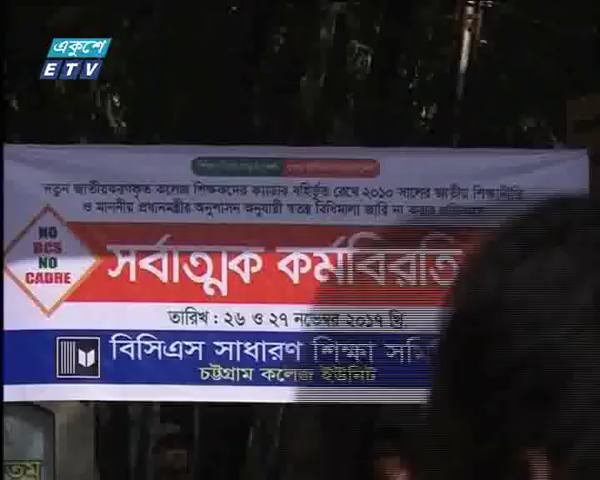 একুশে
ETV
নতুন জাতীয়করণকৃত কলেজ শিক্ষকদের ক্যাডার বহির্ভূত রেখে ২০১০ সালের জাতীয় শিক্ষানীতি
ও মাননীয় প্রধানমন্ত্রীর অনুশাসন অনুযায়ী স্বতন্ত্র বিধিমালা জারি না করার
NO
BCS
NO
CADRE
সর্বাত্মক কর্মবিরতি
তারিখ : ২৬ ও ২৭ নভেম্বর ২০১৭ খ্রি
বিসিএস সাধারণ শিক্ষা সমি
চট্টগ্রাম কলেজ ইউনিট